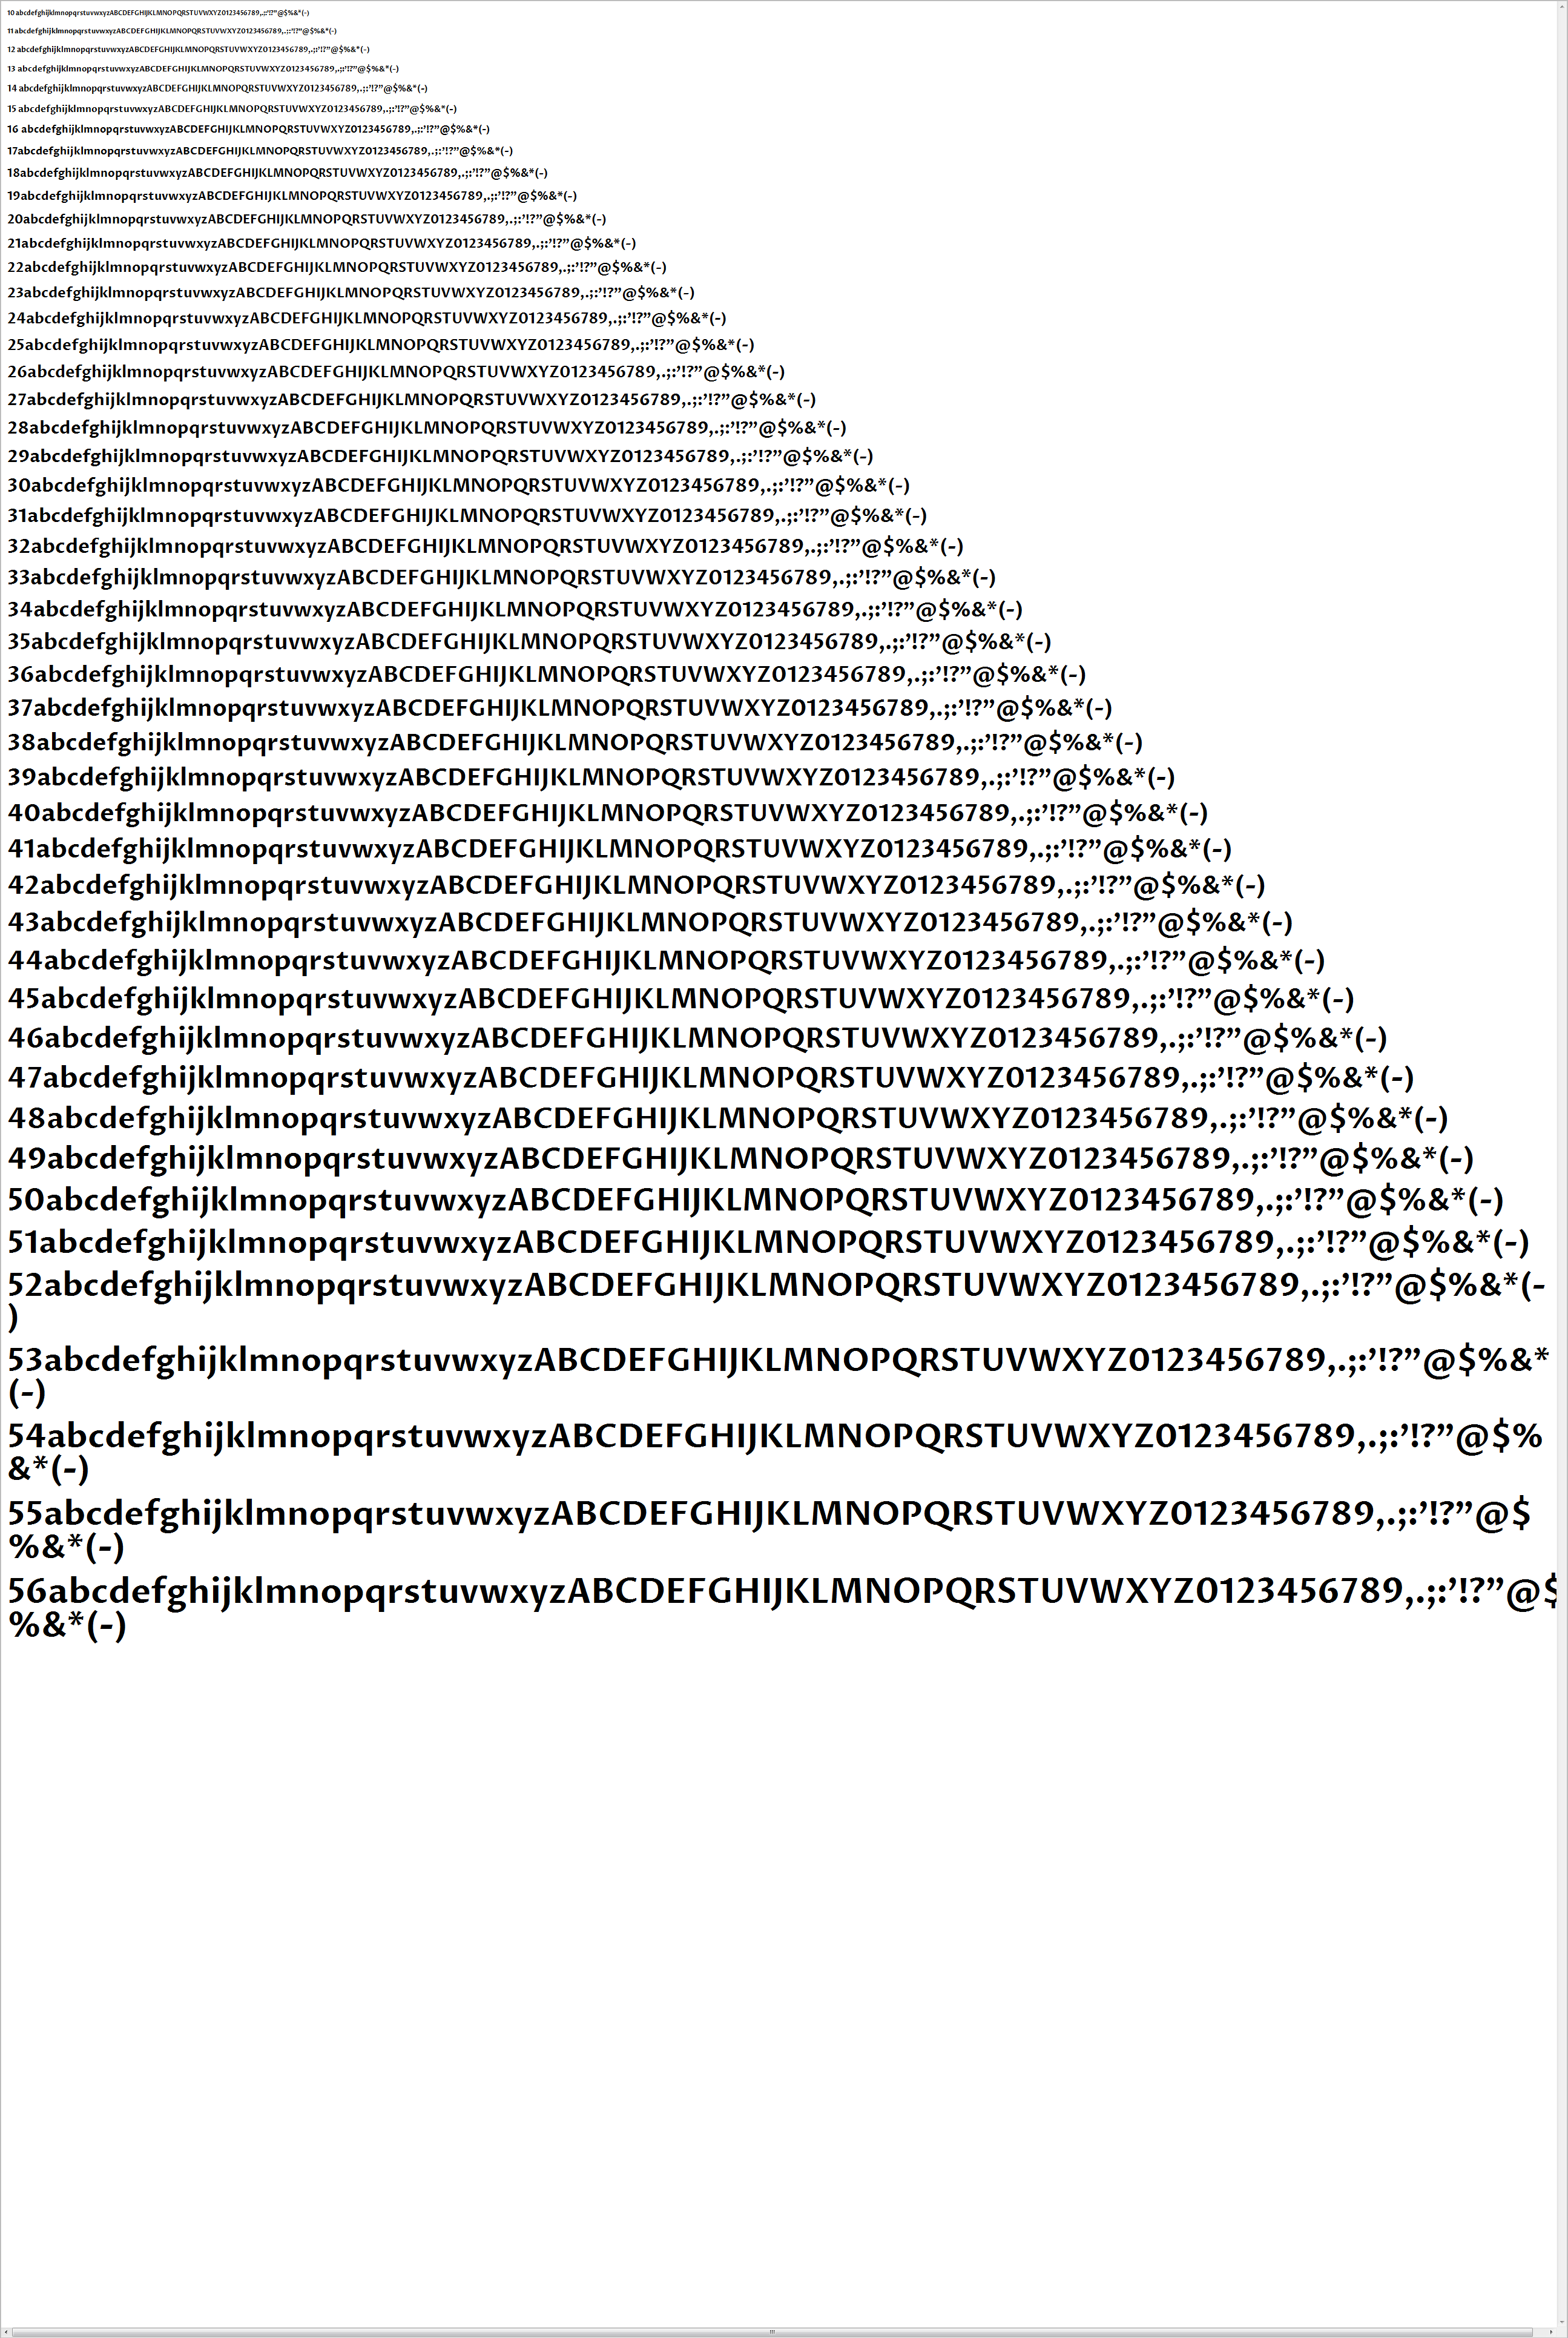 10 abcdefghijklmnopqrstuvwxyzABCDEFGHIJKLMNOPQRSTUVWXYZ0123456789,.;:’!?”@$%&*(-)
11 abcdefghijklmnopqrstuvwxyzABCDEFGHIJKLMNOPQRSTUVWXYZ0123456789,.;:’!?”@$%&*(-)
12 abcdefghijklmnopqrstuvwxyzABCDEFGHIJKLMNOPQRSTUVWXYZ0123456789,.;:’!?”@$%&*(-)
13 abcdefghijklmnopqrstuvwxyzABCDEFGHIJKLMNOPQRSTUVWXYZ0123456789,.;:’!?”@$%&*(-)
14 abcdefghijklmnopqrstuvwxyzABCDEFGHIJKLMNOPQRSTUVWXYZ0123456789,.;:’!?”@$%&*(-)
15 abcdefghijklmnopqrstuvwxyzABCDEFGHIJKLMNOPQRSTUVWXYZ0123456789,.;:’!?”@$%&*(-)
16 abcdefghijklmnopqrstuvwxyzABCDEFGHIJKLMNOPQRSTUVWXYZ0123456789,.;:’!?”@$%&*(-)
17abcdefghijklmnopqrstuvwxyzABCDEFGHIJKLMNOPQRSTUVWXYZ0123456789,.;:’!?”@$%&*(-)
18abcdefghijklmnopqrstuvwxyzABCDEFGHIJKLMNOPQRSTUVWXYZ0123456789,.;:’!?”@$%&*(-)
19abcdefghijklmnopqrstuvwxyzABCDEFGHIJKLMNOPQRSTUVWXYZ0123456789,.;:’!?”@$%&*(-)
20abcdefghijklmnopqrstuvwxyzABCDEFGHIJKLMNOPQRSTUVWXYZ0123456789,.;:’!?”@$%&*(-)
21abcdefghijklmnopqrstuvwxyzABCDEFGHIJKLMNOPQRSTUVWXYZ0123456789,.;:’!?”@$%&*(-)
22abcdefghijklmnopqrstuvwxyzABCDEFGHIJKLMNOPQRSTUVWXYZ0123456789,.;:’!?”@$%&*(-)
23abcdefghijklmnopqrstuvwxyzABCDEFGHIJKLMNOPQRSTUVWXYZ0123456789,.;:’!?”@$%&*(-)
24abcdefghijklmnopqrstuvwxyzABCDEFGHIJKLMNOPQRSTUVWXYZ0123456789,.;:’!?”@$%&*(-)
25abcdefghijklmnopqrstuvwxyzABCDEFGHIJKLMNOPQRSTUVWXYZ0123456789,.;:’!?”@$%&*(-)
26abcdefghijklmnopqrstuvwxyzABCDEFGHIJKLMNOPQRSTUVWXYZ0123456789,.;:’!?”@$%&*(-)
27abcdefghijklmnopqrstuvwxyzABCDEFGHIJKLMNOPQRSTUVWXYZ0123456789,.;:’!?”@$%&*(-)
28abcdefghijklmnopqrstuvwxyzABCDEFGHIJKLMNOPQRSTUVWXYZ0123456789,.;:’!?”@$%&*(-)
29abcdefghijklmnopqrstuvwxyzABCDEFGHIJKLMNOPQRSTUVWXYZ0123456789,.;:’!?”@$%&*(-)
30abcdefghijklmnopqrstuvwxyzABCDEFGHIJKLMNOPQRSTUVWXYZ0123456789,.;:’!?”@$%&*(-)
31abcdefghijklmnopqrstuvwxyzABCDEFGHIJKLMNOPQRSTUVWXYZ0123456789,.;:’!?”@$%&*(-)
32abcdefghijklmnopqrstuvwxyzABCDEFGHIJKLMNOPQRSTUVWXYZ0123456789,.;:’!?”@$%&*(-)
33abcdefghijklmnopqrstuvwxyzABCDEFGHIJKLMNOPQRSTUVWXYZ0123456789,.;:’!?”@$%&*(-)
34abcdefghijklmnopqrstuvwxyzABCDEFGHIJKLMNOPQRSTUVWXYZ0123456789,.;:’!?”@$%&*(-)
35abcdefghijklmnopqrstuvwxyzABCDEFGHIJKLMNOPQRSTUVWXYZ0123456789,.;:’!?”@$%&*(-)
36abcdefghijklmnopqrstuvwxyzABCDEFGHIJKLMNOPQRSTUVWXYZ0123456789,.;:’!?”@$%&*(-)
37abcdefghijklmnopqrstuvwxyzABCDEFGHIJKLMNOPQRSTUVWXYZ0123456789,.;:’!?”@$%&*(-)
38abcdefghijklmnopqrstuvwxyzABCDEFGHIJKLMNOPQRSTUVWXYZ0123456789,.;:’!?”@$%&*(-)
39abcdefghijklmnopqrstuvwxyzABCDEFGHIJKLMNOPQRSTUVWXYZ0123456789,.;:’!?”@$%&*(-)
40abcdefghijklmnopqrstuvwxyzABCDEFGHIJKLMNOPQRSTUVWXYZ0123456789,.;:’!?”@$%&*(-)
41abcdefghijklmnopqrstuvwxyzABCDEFGHIJKLMNOPQRSTUVWXYZ0123456789,.;:’!?”@$%&*(-)
42abcdefghijklmnopqrstuvwxyzABCDEFGHIJKLMNOPQRSTUVWXYZ0123456789,.;:’!?”@$%&*(-)
43abcdefghijklmnopqrstuvwxyzABCDEFGHIJKLMNOPQRSTUVWXYZ0123456789,.;:’!?”@$%&*(-)
44abcdefghijklmnopqrstuvwxyzABCDEFGHIJKLMNOPQRSTUVWXYZ0123456789,.;:’!?”@$%&*(-)
45abcdefghijklmnopqrstuvwxyzABCDEFGHIJKLMNOPQRSTUVWXYZ0123456789,.;:’!?”@$%&*(-)
46abcdefghijklmnopqrstuvwxyzABCDEFGHIJKLMNOPQRSTUVWXYZ0123456789,.;:’!?”@$%&*(-)
47abcdefghijklmnopqrstuvwxyzABCDEFGHIJKLMNOPQRSTUVWXYZ0123456789,.;:’!?”@$%&*(-)
48abcdefghijklmnopqrstuvwxyzABCDEFGHIJKLMNOPQRSTUVWXYZ0123456789,.;:’!?”@$%&*(-)
49abcdefghijklmnopqrstuvwxyzABCDEFGHIJKLMNOPQRSTUVWXYZ0123456789,.;:’!?”@$%&*(-)
50abcdefghijklmnopqrstuvwxyzABCDEFGHIJKLMNOPQRSTUVWXYZ0123456789,.;:’!?”@$%&*(-)
51abcdefghijklmnopqrstuvwxyzABCDEFGHIJKLMNOPQRSTUVWXYZ0123456789,.;:’!?”@$%&*(-)
52abcdefghijklmnopqrstuvwxyzABCDEFGHIJKLMNOPQRSTUVWXYZ0123456789,.;:’!?”@$%&*(-
)
53abcdefghijklmnopqrstuvwxyzABCDEFGHIJKLMNOPQRSTUVWXYZ0123456789,.;:’!?”@$%&*
(-)
54abcdefghijklmnopqrstuvwxyzABCDEFGHIJKLMNOPQRSTUVWXYZ0123456789,.;:’!?”@$%
&*(-)
55abcdefghijklmnopqrstuvwxyzABCDEFGHIJKLMNOPQRSTUVWXYZ0123456789,.;:’!?”@$
%&*(-)
56abcdefghijklmnopqrstuvwxyzABCDEFGHIJKLMNOPQRSTUVWXYZ0123456789,.;:’!?”@$
%&*(-)